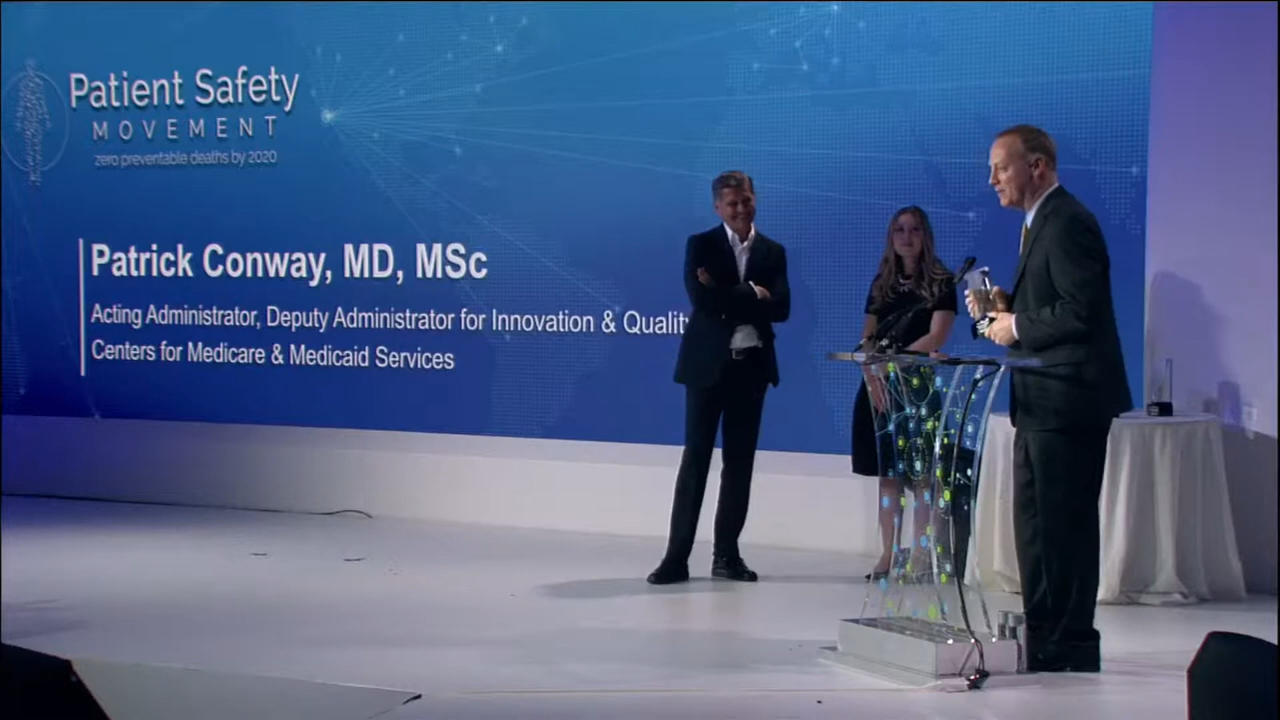 Patient Safety
MOVEMENT
zero preventable deaths by 2020
Patrick Conway, MD, MSc
Acting Administrator, Deputy Administrator for Innovation & Quality
Centers for Medicare & Medicaid Services